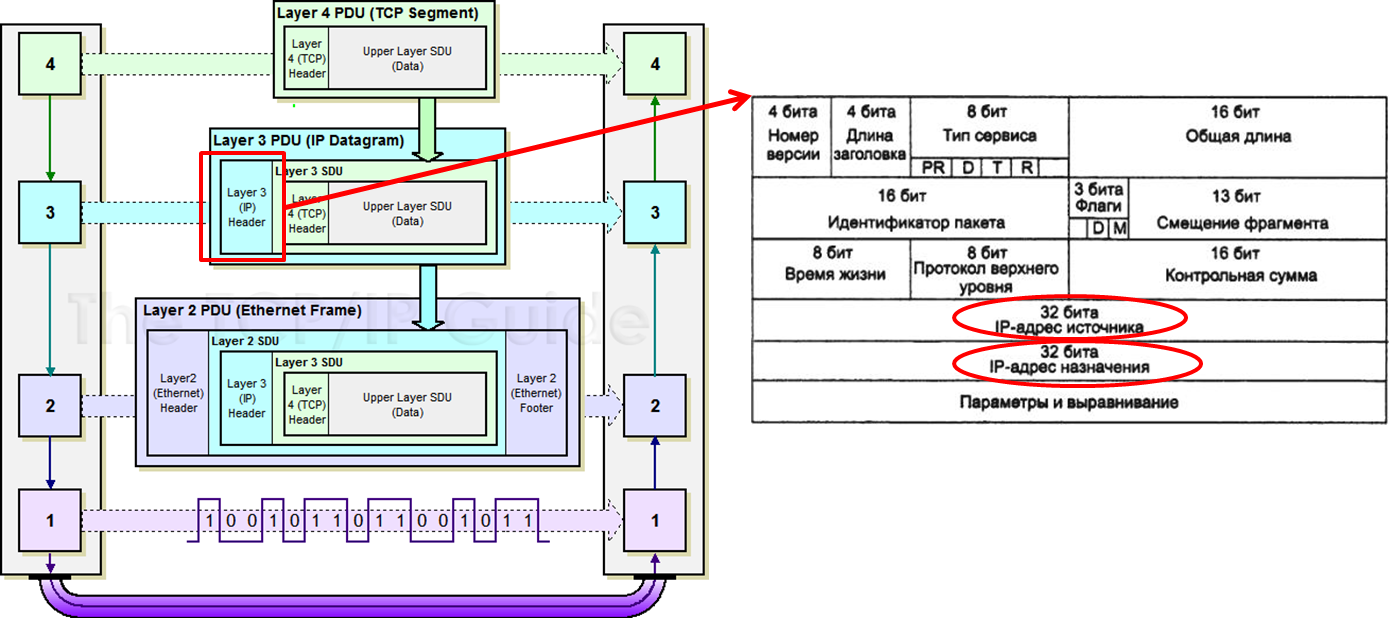 Layer 4 PDU (TCP Segment)
4
Layer
4 (TCP)
Header
Upper Layer SDU
(Data)
4
Layer 3 PDU (IP Datagram)
3
Layer 3
(IP)
Header
Layer 3 SDU
Layer
4 (TCP)
Header
Upper Layer SDU
(Data)
3
The TCP/IP Guide
Layer 2 PDU (Ethernet Frame)
2
Layer2
(Ethernet)
Header
Layer 2 SDU
Layer 3
(IP)
Header
Layer 3 SDU
Layer
4 (TCP)
Header
Upper Layer SDU
(Data)
Layer 2
(Ethernet)
Footer
2
1
1 0 0 1 0 1 1 0 1 1 0 0 1 0 1 1
1
4 бита
Номер
версии
4 бита
Длина
заголовка
8 бит
Тип сервиса
PR D T R
16 бит
Общая длина
16 бит
Идентификатор пакета
3 бита
Флаги
D M
13 бит
Смещение фрагмента
8 бит
Время жизни
8 бит
Протокол верхнего
уровня
16 бит
Контрольная сумма
32 бита
IP-адрес источника
32 бита
IP-адрес назначения
Параметры и выравнивание